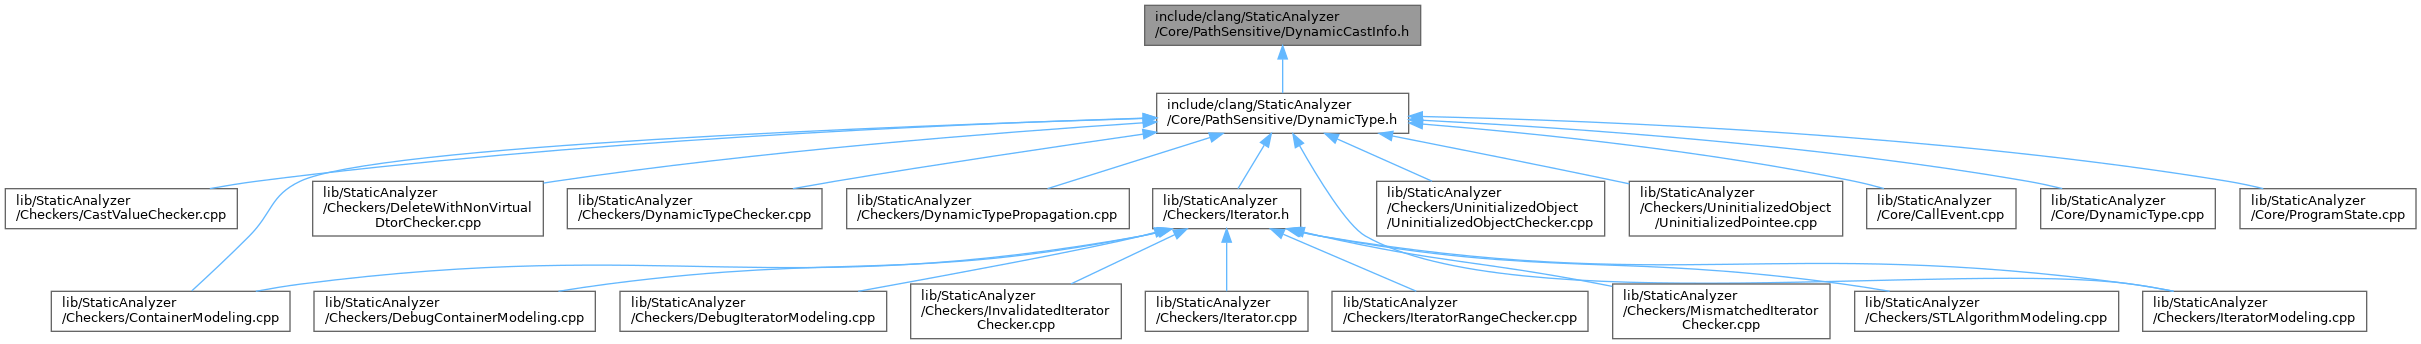 include/clang/StaticAnalyzer
/Core/PathSensitive/DynamicCastInfo.h
include/clang/StaticAnalyzer
/Core/PathSensitive/DynamicType.h
lib/StaticAnalyzer
/Checkers/CastValueChecker.cpp
lib/StaticAnalyzer
/Checkers/DeleteWithNonVirtual
DtorChecker.cpp
lib/StaticAnalyzer
/Checkers/DynamicTypeChecker.cpp
lib/StaticAnalyzer
/Checkers/DynamicTypePropagation.cpp
lib/StaticAnalyzer
/Checkers/Iterator.h
lib/StaticAnalyzer
/Checkers/UninitializedObject
/UninitializedObjectChecker.cpp
lib/StaticAnalyzer
/Checkers/UninitializedObject
/UninitializedPointee.cpp
lib/StaticAnalyzer
/Core/CallEvent.cpp
lib/StaticAnalyzer
/Core/DynamicType.cpp
lib/StaticAnalyzer
/Core/ProgramState.cpp
lib/StaticAnalyzer
/Checkers/ContainerModeling.cpp
lib/StaticAnalyzer
/Checkers/DebugContainerModeling.cpp
lib/StaticAnalyzer
/Checkers/DebugIteratorModeling.cpp
lib/StaticAnalyzer
/Checkers/InvalidatedIterator
Checker.cpp
lib/StaticAnalyzer
/Checkers/Iterator.cpp
lib/StaticAnalyzer
/Checkers/IteratorRangeChecker.cpp
lib/StaticAnalyzer
/Checkers/MismatchedIterator
Checker.cpp
lib/StaticAnalyzer
/Checkers/STLAlgorithmModeling.cpp
lib/StaticAnalyzer
/Checkers/IteratorModeling.cpp